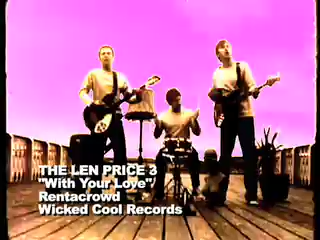 THE LEN PRICE 3
"With Your Love"/
Rentacrowd
Wicked Cool Records